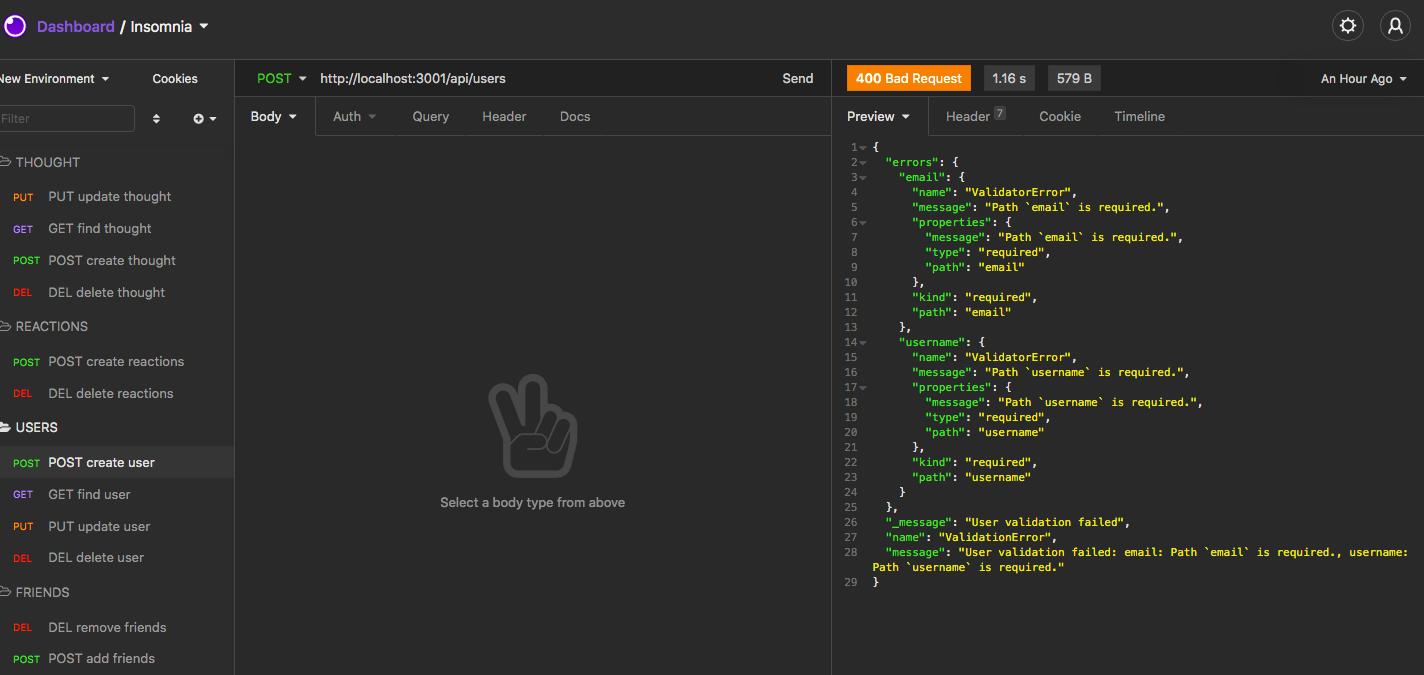 Dashboard / Insomnia
New Environment
Cookies
Filter
THOUGHT
PUT PUT update thought
GET GET find thought
POST POST create thought
DEL DEL delete thought
REACTIONS
POST POST create reactions
DEL DEL delete reactions
USERS
POST POST create user
GET GET find user
PUT PUT update user
DEL DEL delete user
FRIENDS
DEL DEL remove friends
POST POST add friends
POST http://localhost:3001/api/users Send
Body Auth Query Header Docs
Select a body type from above
400 Bad Request 1.16 s 579 B An Hour Ago
Preview Header 7 Cookie Timeline
1 {
2 "errors": {
3 "email": {
4 "name": "ValidatorError",
5 "message": "Path `email` is required.",
6 "properties": {
7 "message": "Path `email` is required.",
8 "type": "required",
9 "path": "email"
10 },
11 "kind": "required",
12 "path": "email"
13 },
14 "username": {
15 "name": "ValidatorError",
16 "message": "Path `username` is required.",
17 "properties": {
18 "message": "Path `username` is required.",
19 "type": "required",
20 "path": "username"
21 },
22 "kind": "required",
23 "path": "username"
24 }
25 },
26 "_message": "User validation failed",
27 "name": "ValidationError",
28 "message": "User validation failed: email: Path `email` is required., username:
Path `username` is required."
29 }